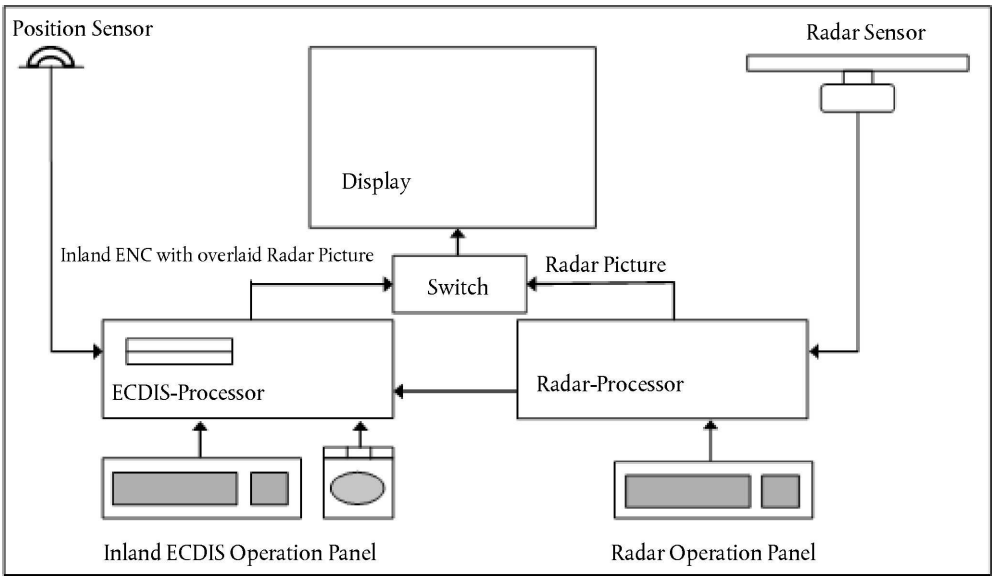 Position Sensor
Radar Sensor
Display
Inland ENC with overlaid Radar Picture
Radar Picture
Switch
ECDIS-Processor
Radar-Processor
Inland ECDIS Operation Panel
Radar Operation Panel